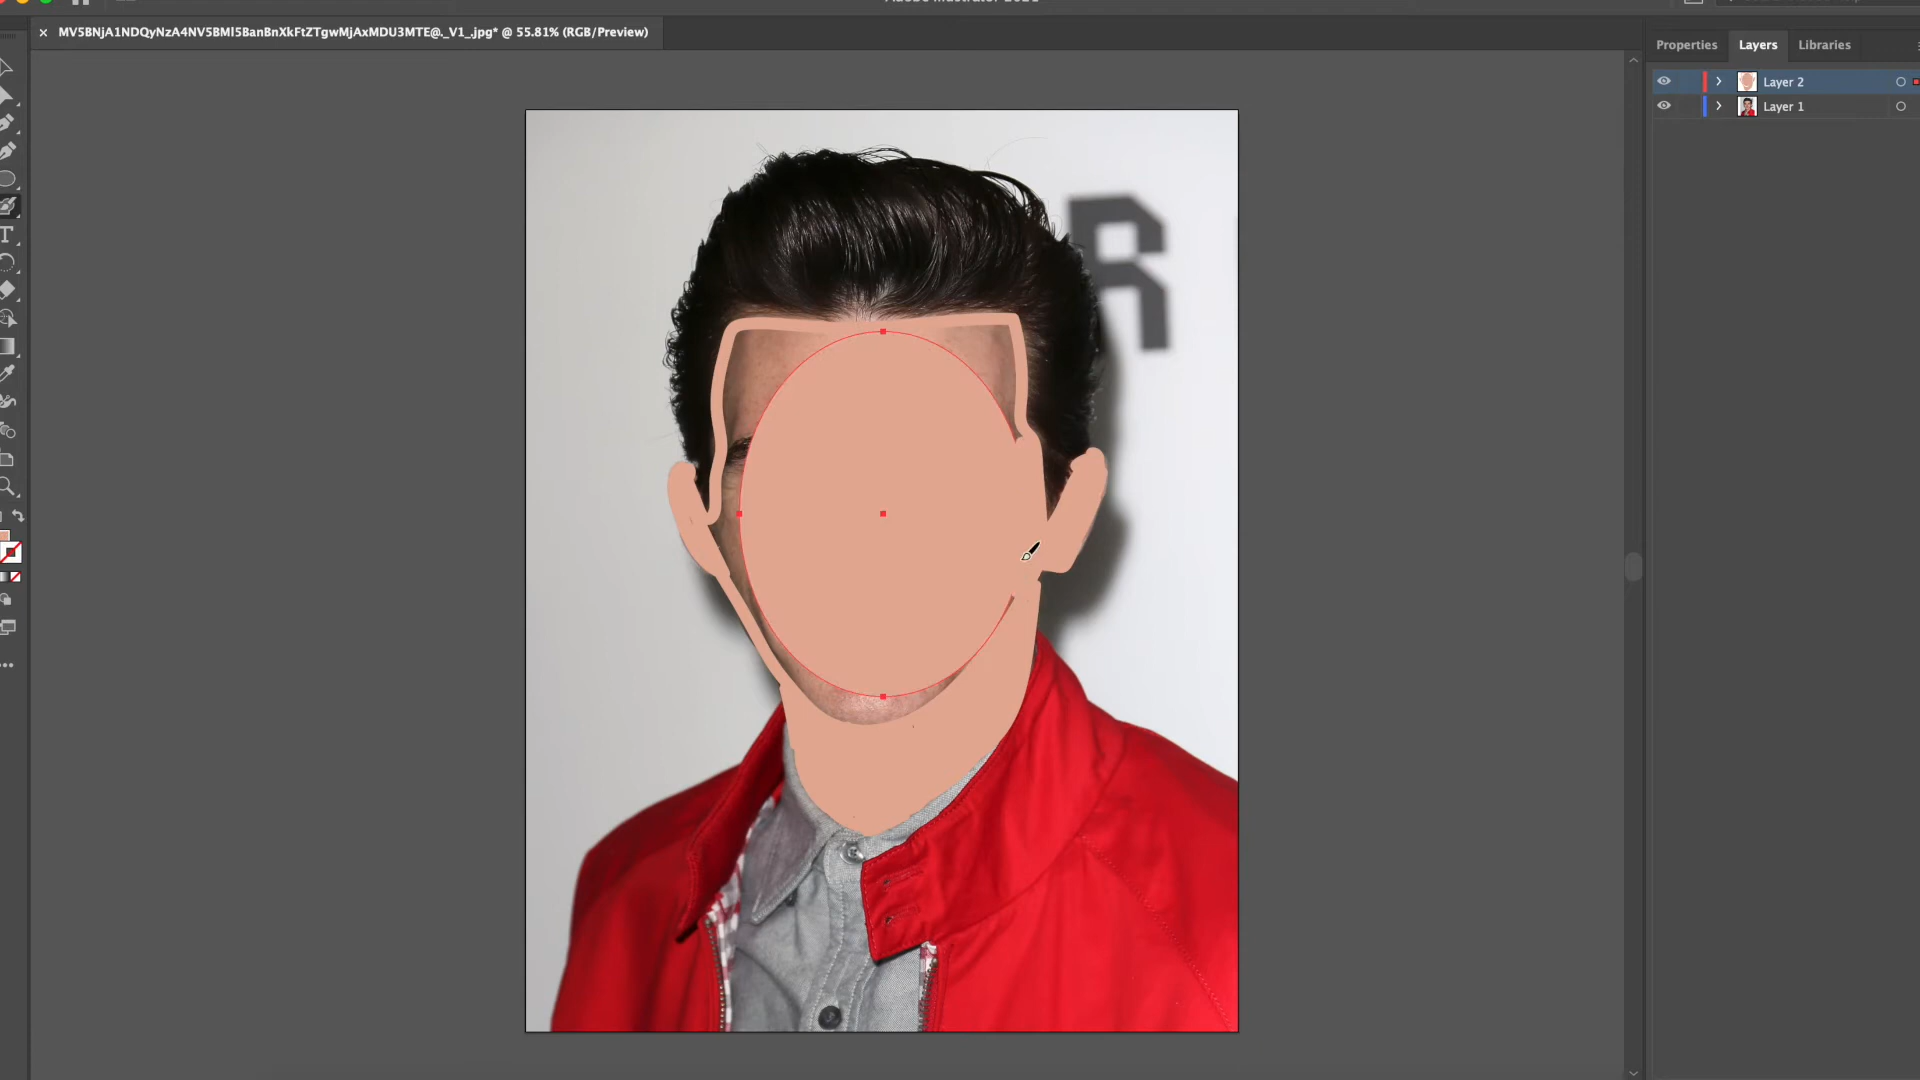 MV5BNjA1NDQyNzA4NV5BMl5BanBnXkFtZTgwMjAxMDU3MTE@._V1_.jpg* @ 55.81% (RGB/Preview)
Properties
Layers
Libraries
Layer 2
Layer 1
R